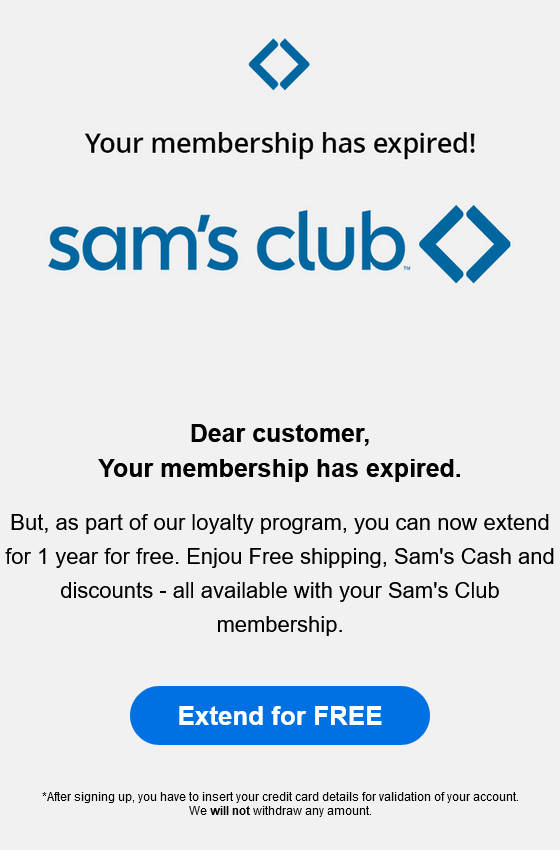 Your membership has expired!
sam's club™
Dear customer,
Your membership has expired.
But, as part of our loyalty program, you can now extend
for 1 year for free. Enjou Free shipping, Sam's Cash and
discounts - all available with your Sam's Club
membership.
Extend for FREE
*After signing up, you have to insert your credit card details for validation of your account.
We will not withdraw any amount.